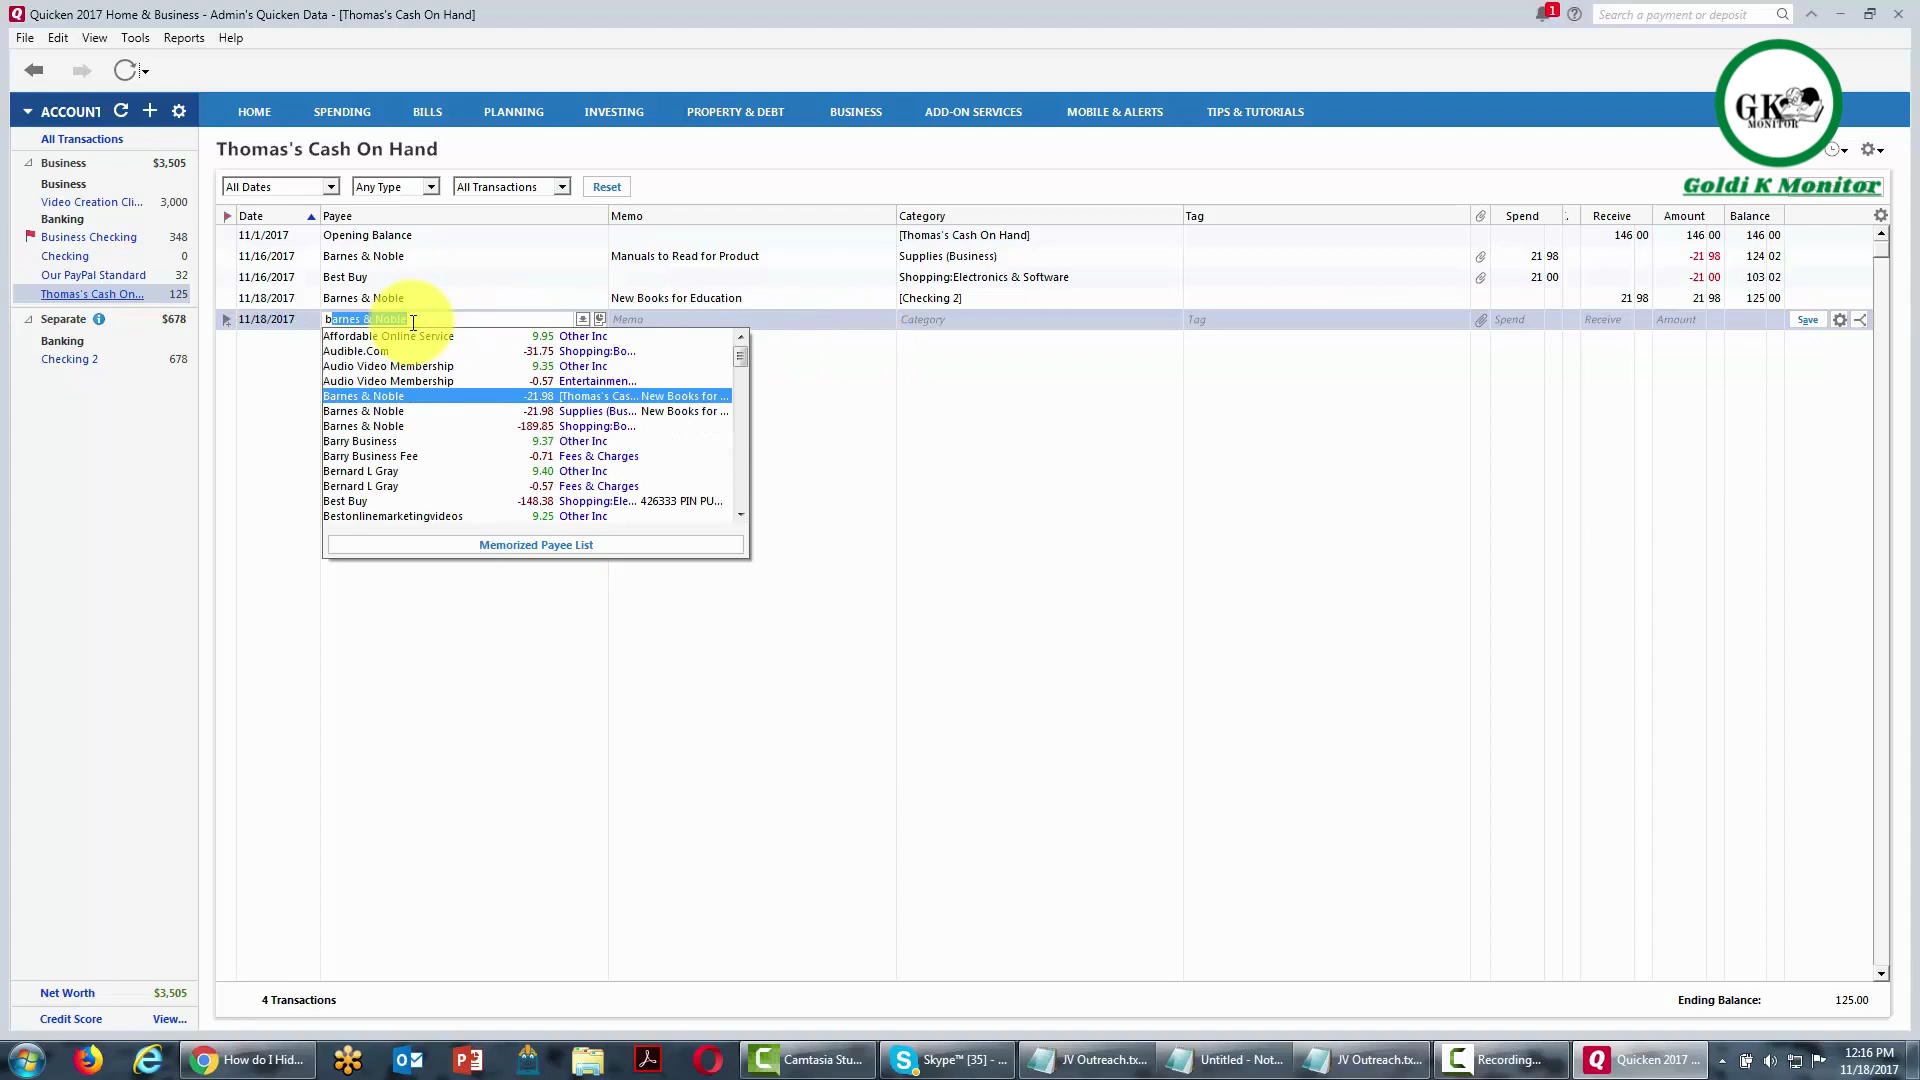 Quicken 2017 Home & Business - Admin's Quicken Data - [Thomas's Cash On Hand]
1
Search a payment or deposit
File Edit View Tools Reports Help
GK
MONITOR
Goldi K Monitor
ACCOUNT
HOME SPENDING BILLS PLANNING INVESTING PROPERTY & DEBT BUSINESS ADD-ON SERVICES MOBILE & ALERTS TIPS & TUTORIALS
All Transactions
Business $3,505
Business
Video Creation Cli... 3,000
Banking
Business Checking 348
Checking 0
Our PayPal Standard 32
Thomas's Cash On... 125
Separate $678
Banking
Checking 2 678
Net Worth $3,505
Credit Score View...
Thomas's Cash On Hand
All Dates Any Type All Transactions Reset
Date Payee Memo Category Tag Spend Receive Amount Balance
11/1/2017 Opening Balance [Thomas's Cash On Hand] 146 00 146 00 146 00
11/16/2017 Barnes & Noble Manuals to Read for Product Supplies (Business) 21 98 -21 98 124 02
11/16/2017 Best Buy Shopping:Electronics & Software 21 00 -21 00 103 02
11/18/2017 Barnes & Noble New Books for Education [Checking 2] 21 98 21 98 125 00
11/18/2017 barnes & Noble Memo Category Tag Spend Receive Amount Save
Affordable Online Service 9.95 Other Inc
Audible.Com -31.75 Shopping:Bo...
Audio Video Membership 9.35 Other Inc
Audio Video Membership -0.57 Entertainmen...
Barnes & Noble -21.98 [Thomas's Cas... New Books for ...
Barnes & Noble -21.98 Supplies (Bus... New Books for ...
Barnes & Noble -189.85 Shopping:Bo...
Barry Business 9.37 Other Inc
Barry Business Fee -0.71 Fees & Charges
Bernard L Gray 9.40 Other Inc
Bernard L Gray -0.57 Fees & Charges
Best Buy -148.38 Shopping:Ele... 426333 PIN PU...
Bestonlinemarketingvideos 9.25 Other Inc
Memorized Payee List
4 Transactions Ending Balance: 125.00
How do I Hid... Camtasia Stu... Skype™ [35] - ... JV Outreach.tx... Untitled - Not... JV Outreach.tx... Recording... Quicken 2017 ...
12:16 PM
11/18/2017